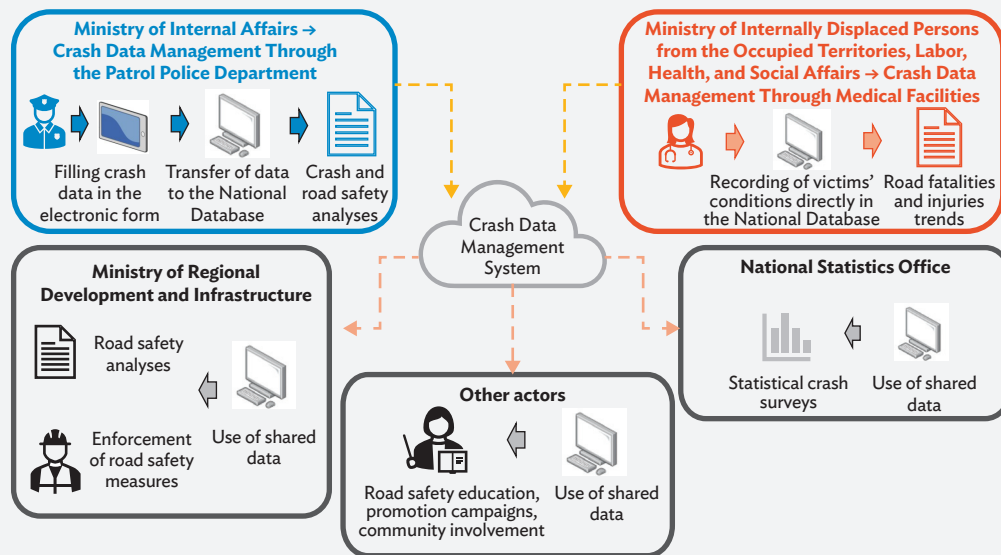 Ministry of Internal Affairs →
Crash Data Management Through
the Patrol Police Department
Filling crash
data in the
electronic form
Transfer of data
to the National
Database
Crash and
road safety
analyses
Ministry of Internally Displaced Persons
from the Occupied Territories, Labor,
Health, and Social Affairs → Crash Data
Management Through Medical Facilities
Recording of victims’
conditions directly in
the National Database
Road fatalities
and injuries
trends
Crash Data
Management
System
Ministry of Regional
Development and Infrastructure
Road safety
analyses
Enforcement
of road safety
measures
Use of shared
data
Other actors
Road safety education,
promotion campaigns,
community involvement
Use of shared
data
National Statistics Office
Statistical crash
surveys
Use of shared
data